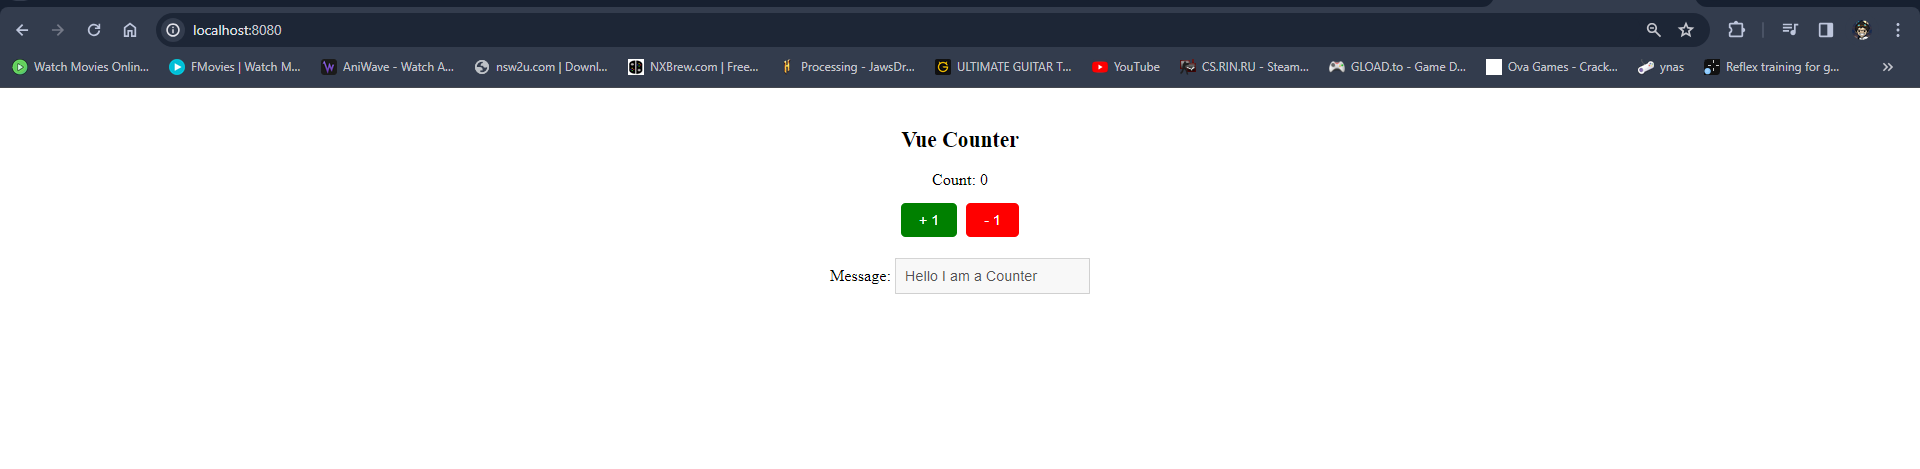 localhost:8080
Watch Movies Onlin... FMovies | Watch M... AniWave - Watch A... nsw2u.com | Downl... NXBrew.com | Free... Processing - JawsDr... ULTIMATE GUITAR T... YouTube CS.RIN.RU - Steam... GLOAD.to - Game D... Ova Games - Crack... ynas Reflex training for g... »
Vue Counter
Count: 0
+ 1 - 1
Message: Hello I am a Counter